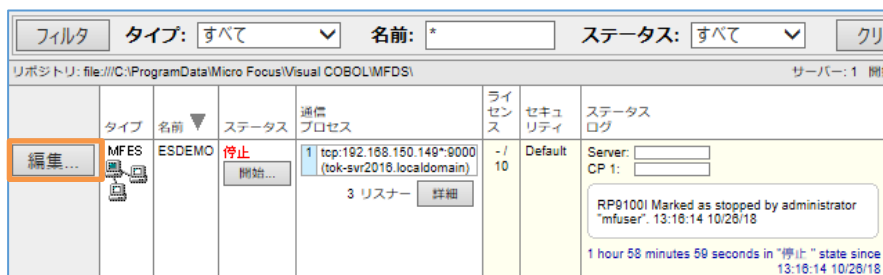 フィルタ タイプ: すべて 名前: * ステータス: すべて クリ
リポジトリ: file:///C:\ProgramData\Micro Focus\Visual COBOL\MFDS\ サーバー: 1 開
タイプ 名前 ステータス 通信プロセス ライセンス セキュリティ ステータスログ
編集...
MFES
ESDEMO
停止
開始...
1 tcp:192.168.150.149*:9000
(tok-svr2016.localdomain)
3 リスナー 詳細
- /
10
Default
Server:
CP 1:
RP9100I Marked as stopped by administrator
"mfuser". 13:16:14 10/26/18
1 hour 58 minutes 59 seconds in "停止 " state since
13:16:14 10/26/18